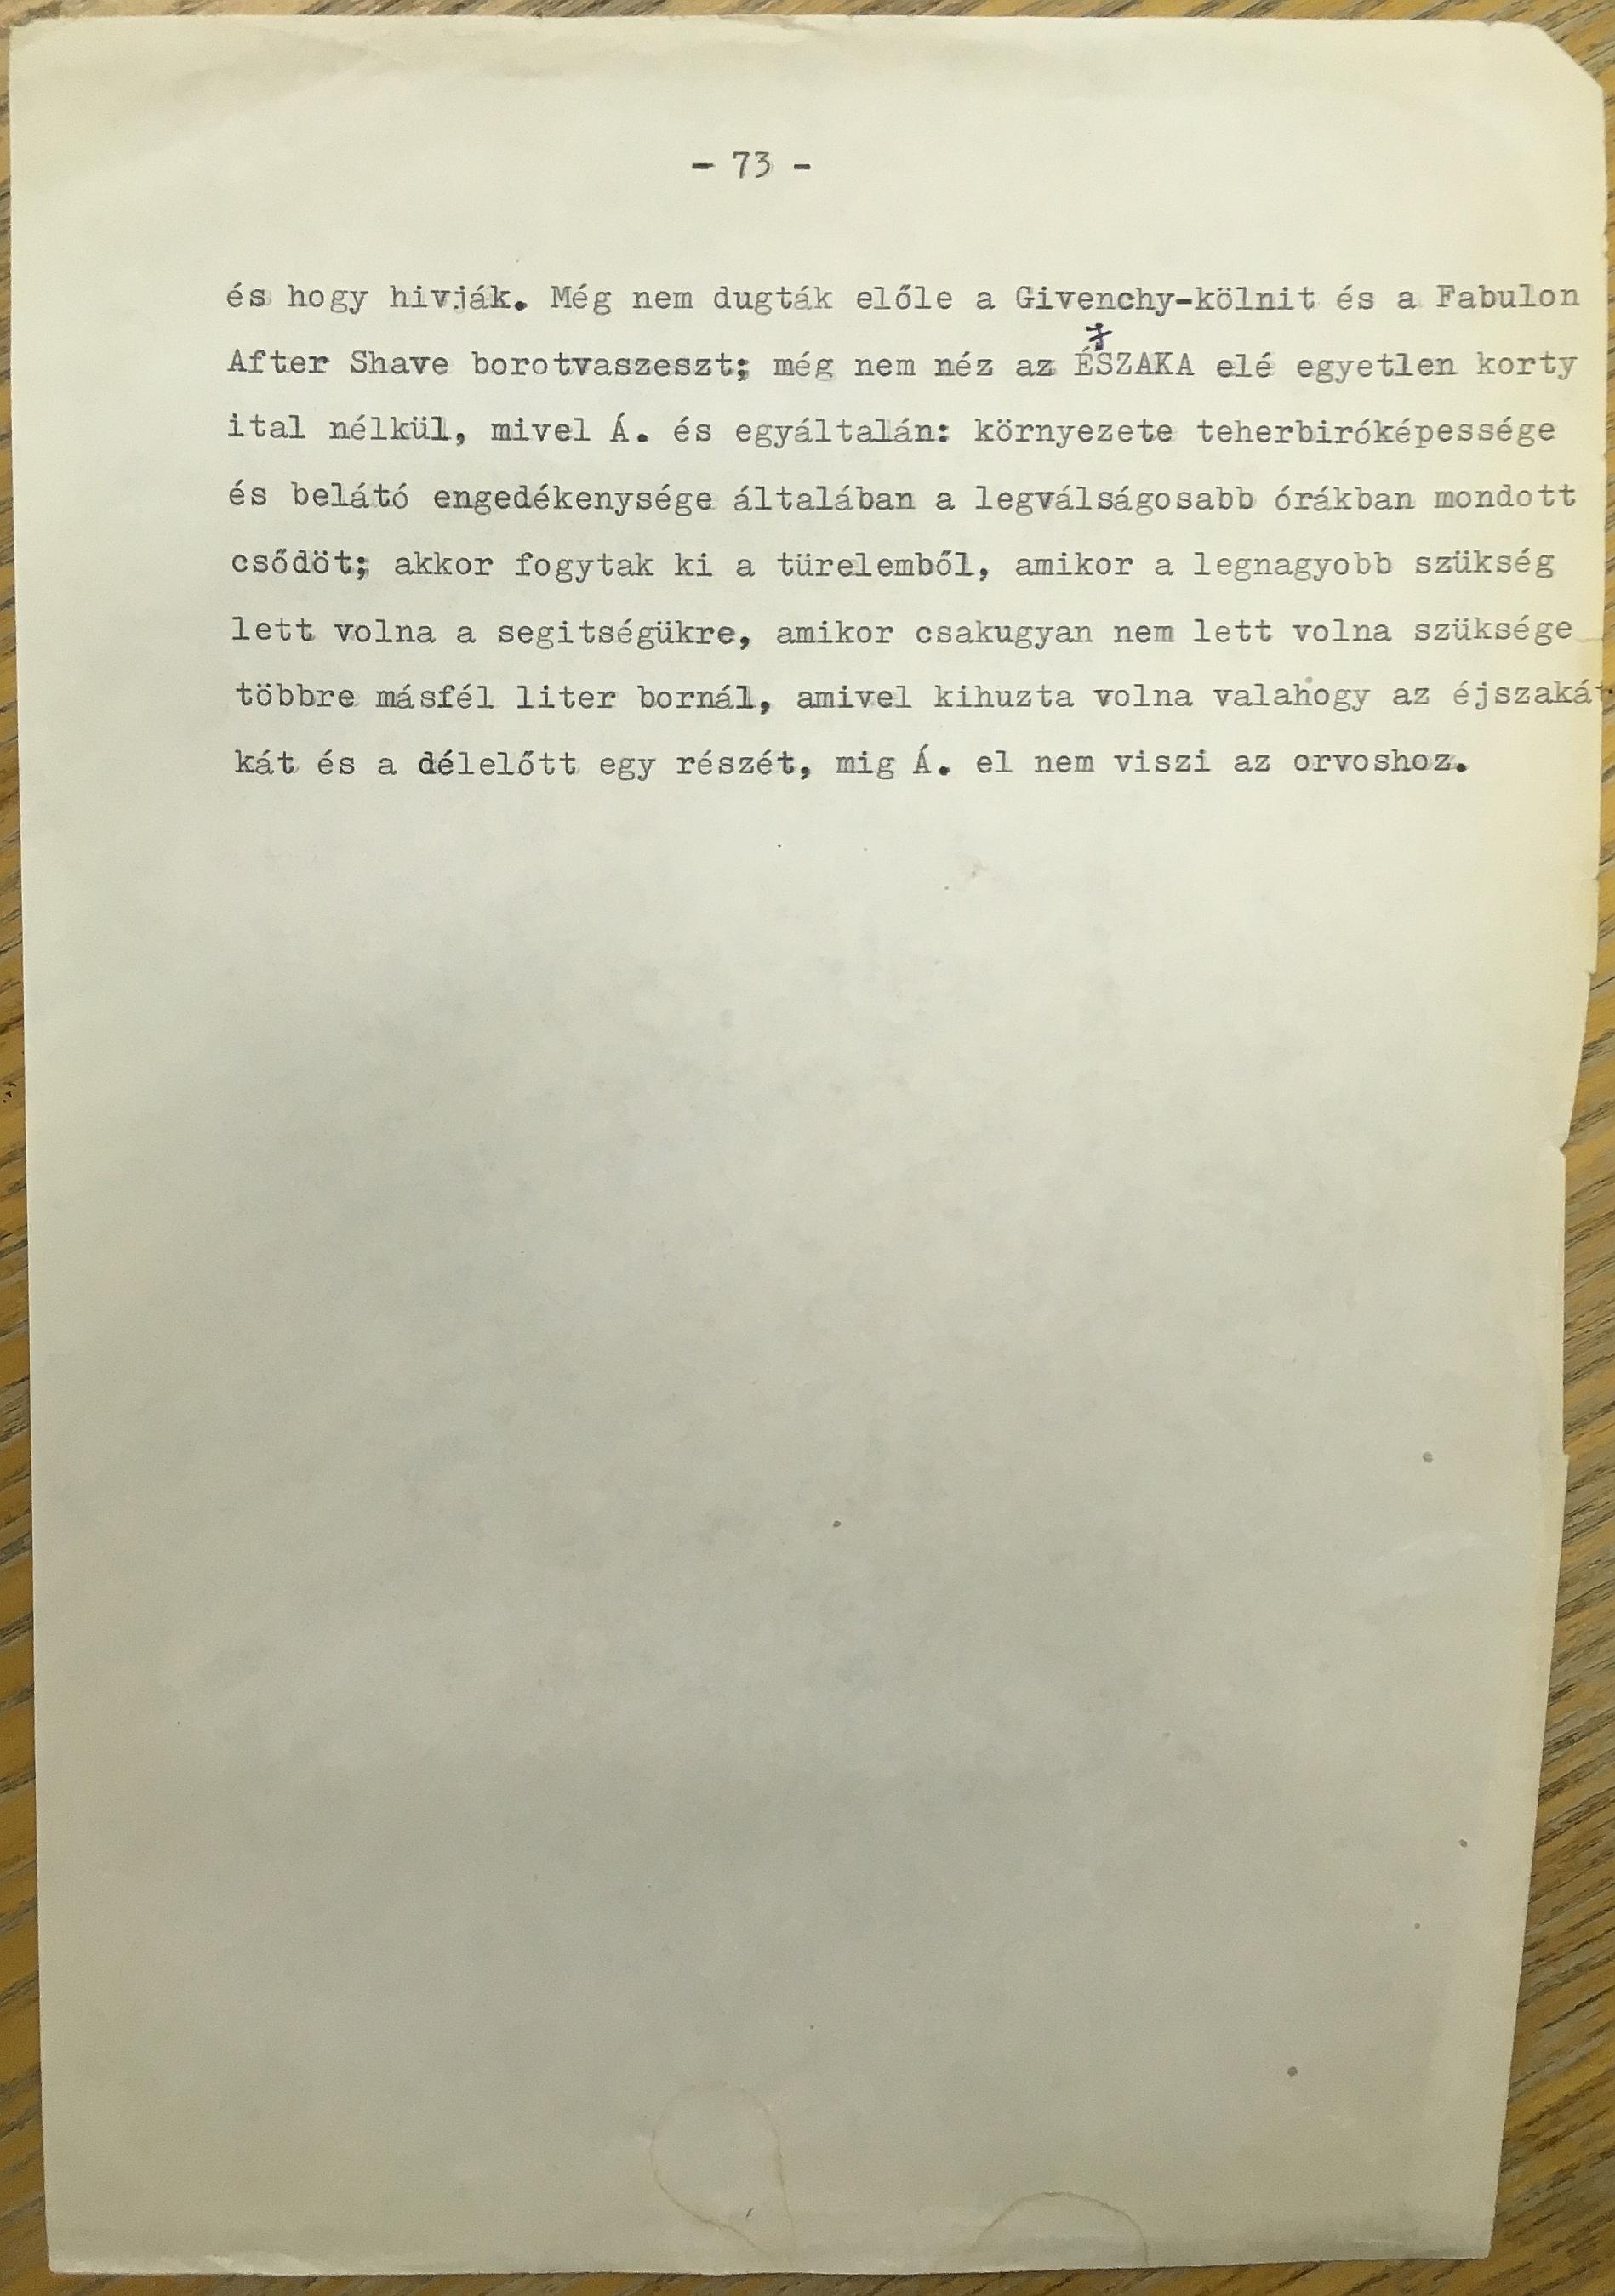 - 73 -
és hogy hivják. Még nem dugták előle a Givenchy-kölnit és a Fabulon
After Shave borotvaszeszt; még nem néz az ÉJSZAKA elé egyetlen korty
ital nélkül, mivel Á. és egyáltalán: környezete teherbiróképessége
és belátó engedékenysége általában a legválságosabb órákban mondott
csődöt; akkor fogytak ki a türelemből, amikor a legnagyobb szükség
lett volna a segitségükre, amikor csakugyan nem lett volna szüksége
többre másfél liter bornál, amivel kihuzta volna valahogy az éjszakát
kát és a délelőtt egy részét, mig Á. el nem viszi az orvoshoz.